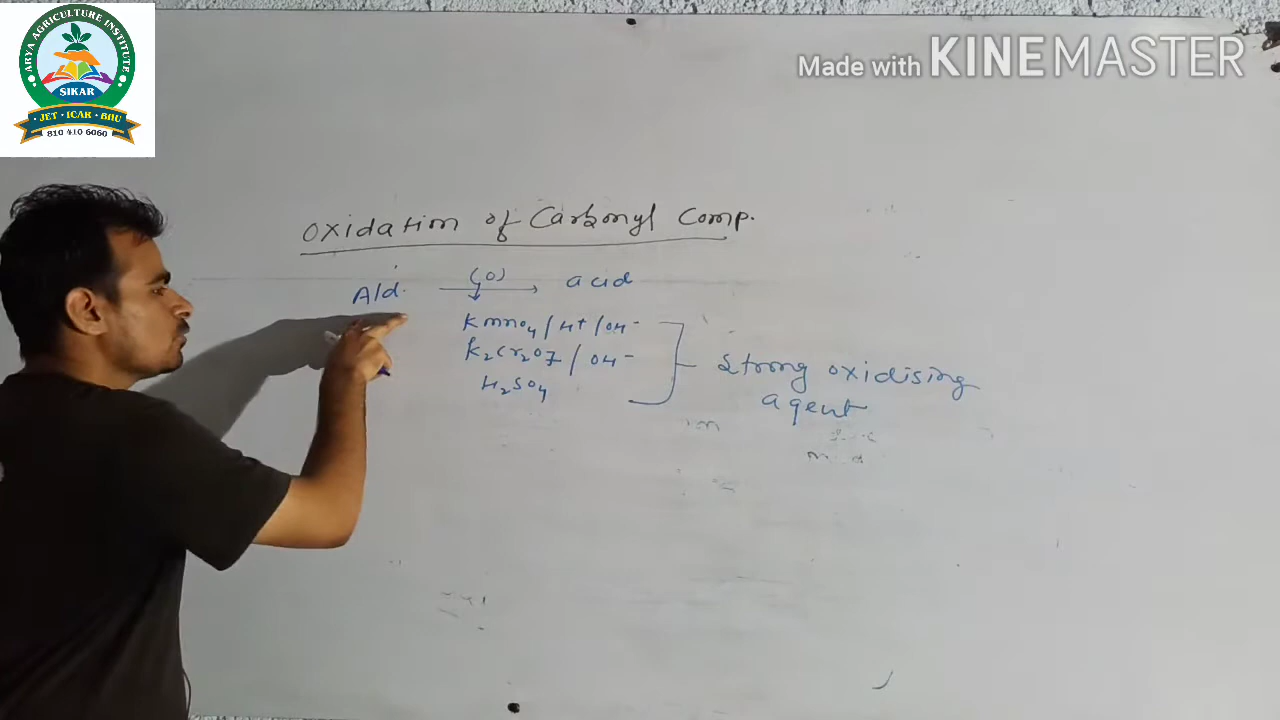 ARYA AGRICULTURE INSTITUTE
SIKAR
· JET · ICAR · BHU ·
810 410 6060
Made with KINEMASTER
Oxidation of Carbonyl Comp.
Ald. (O) → acid
KMnO4 / H+ / OH-
K2Cr2O7 / OH-
H2SO4
Strong oxidising
agent